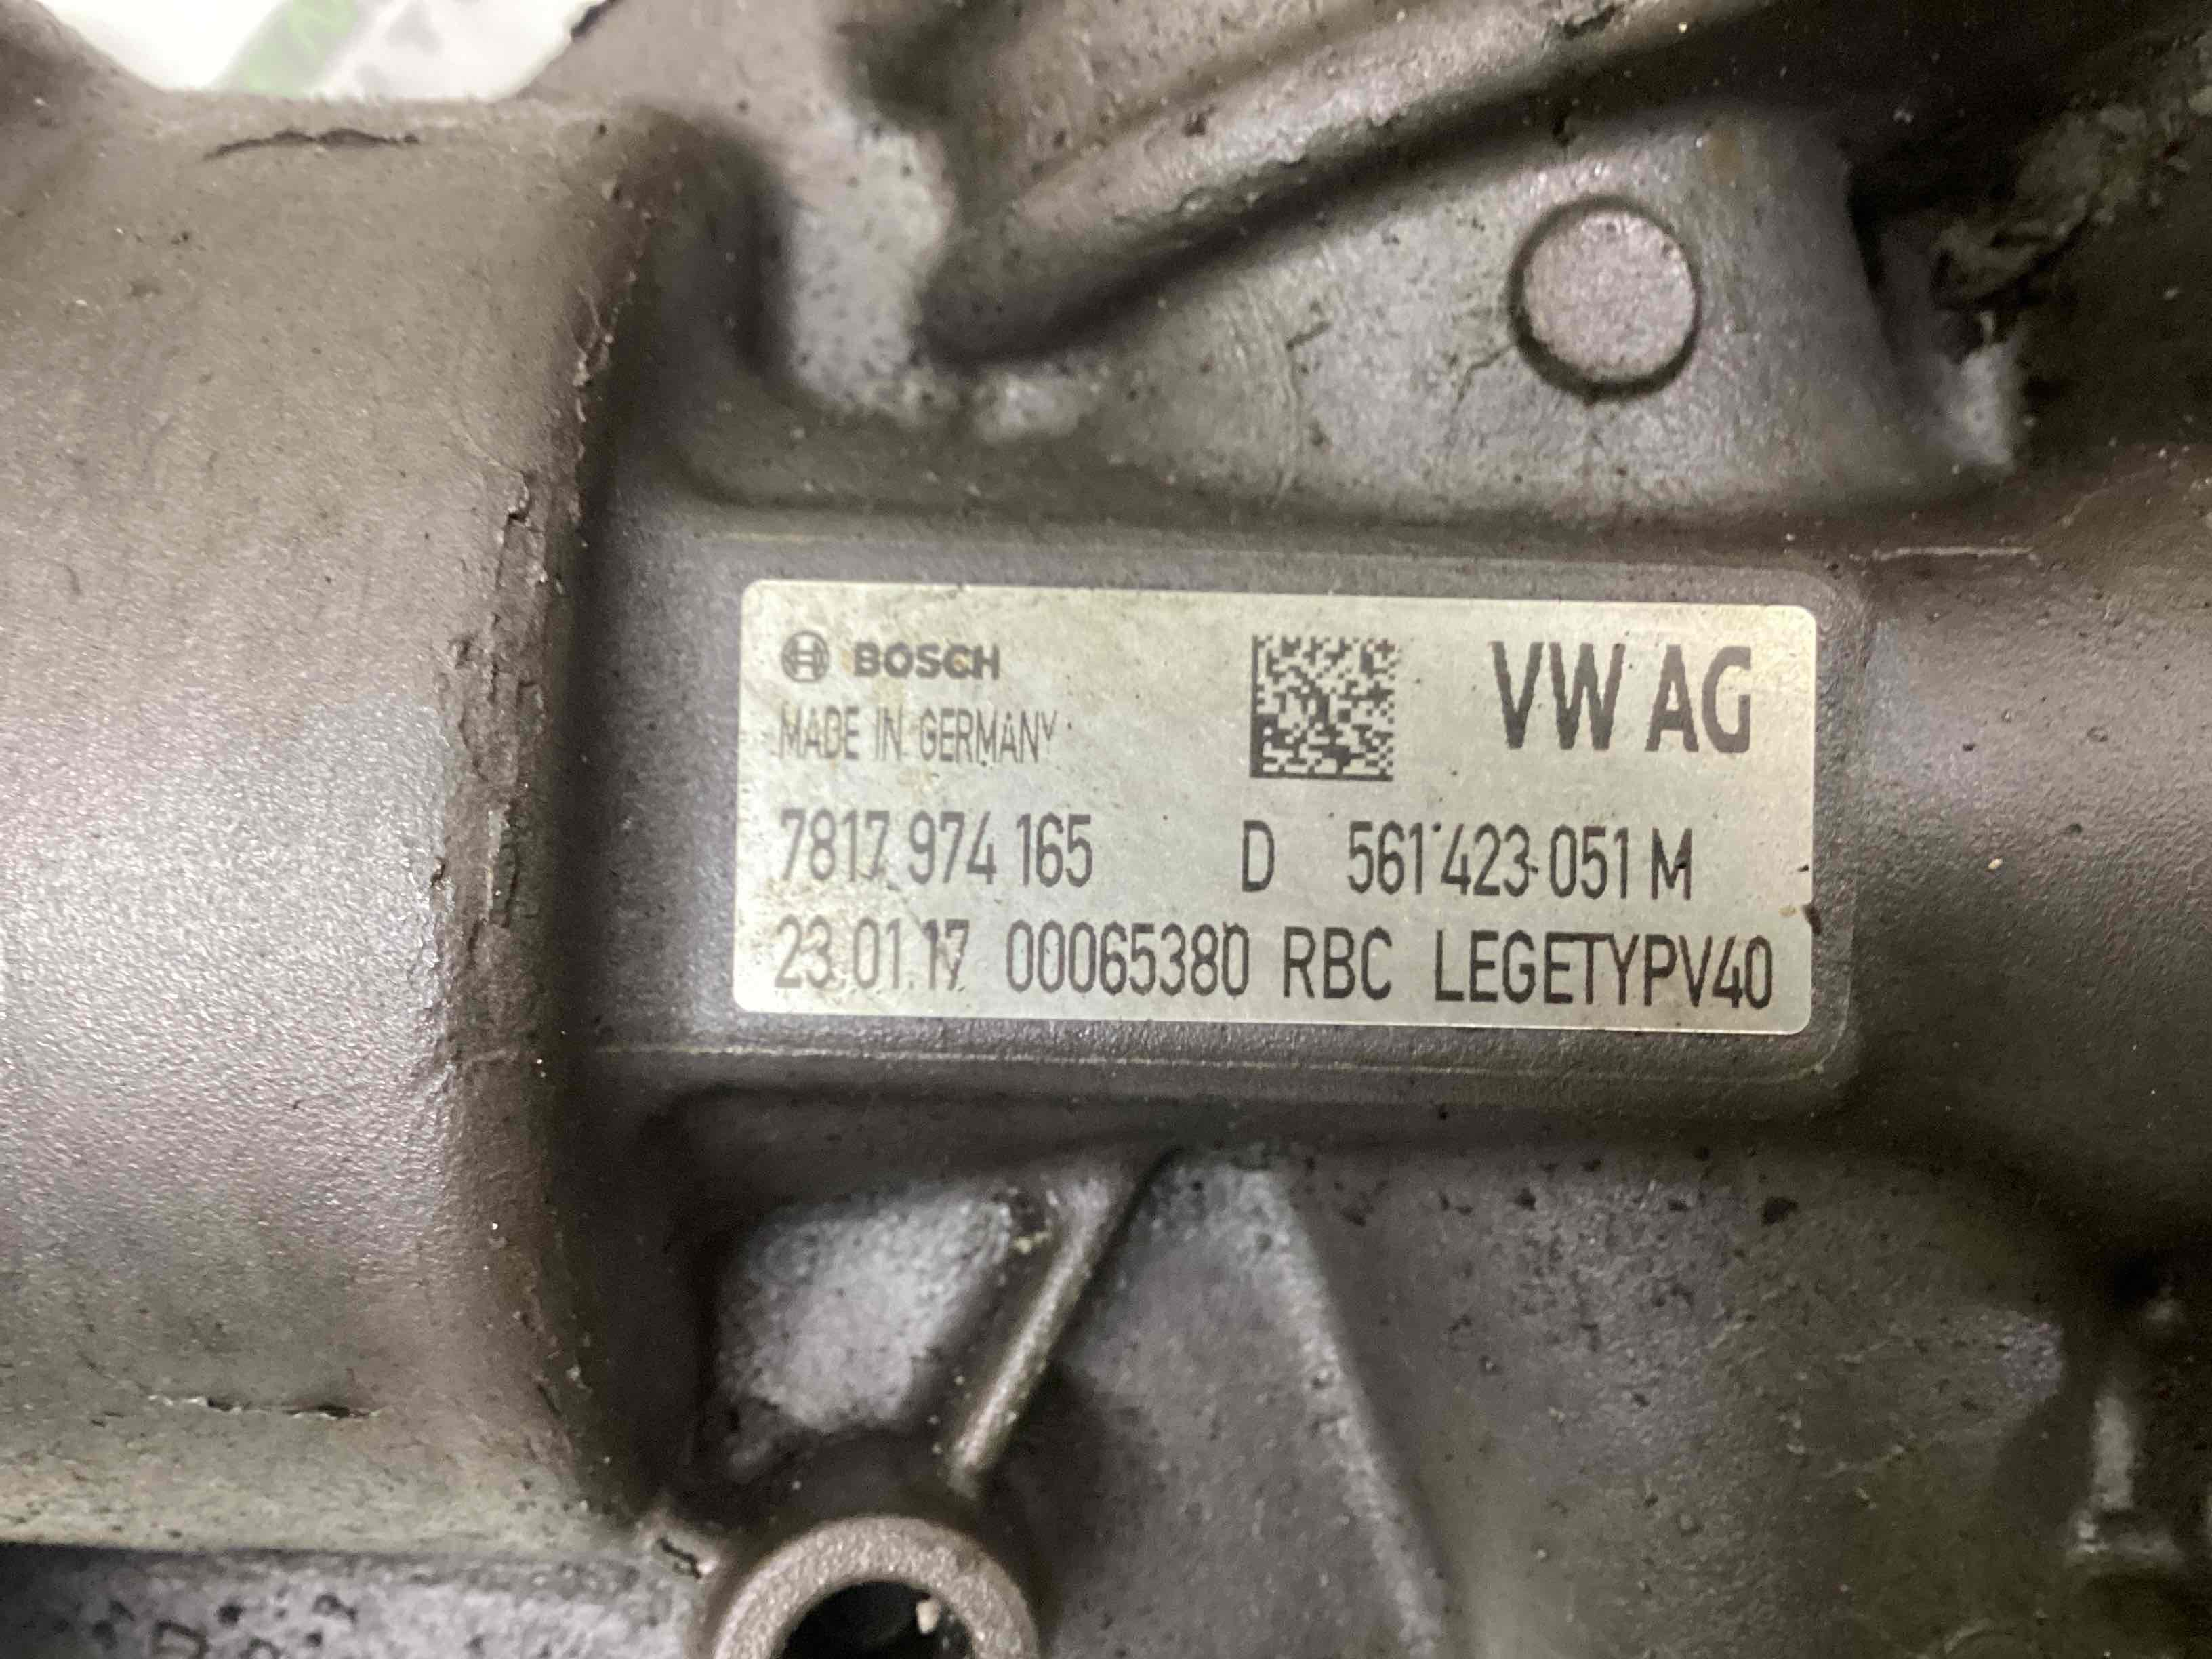 BOSCH
VW AG
MADE IN GERMANY
7817 974 165 D 561 423 051 M
23.01.17 00065380 RBC LEGETYPV40